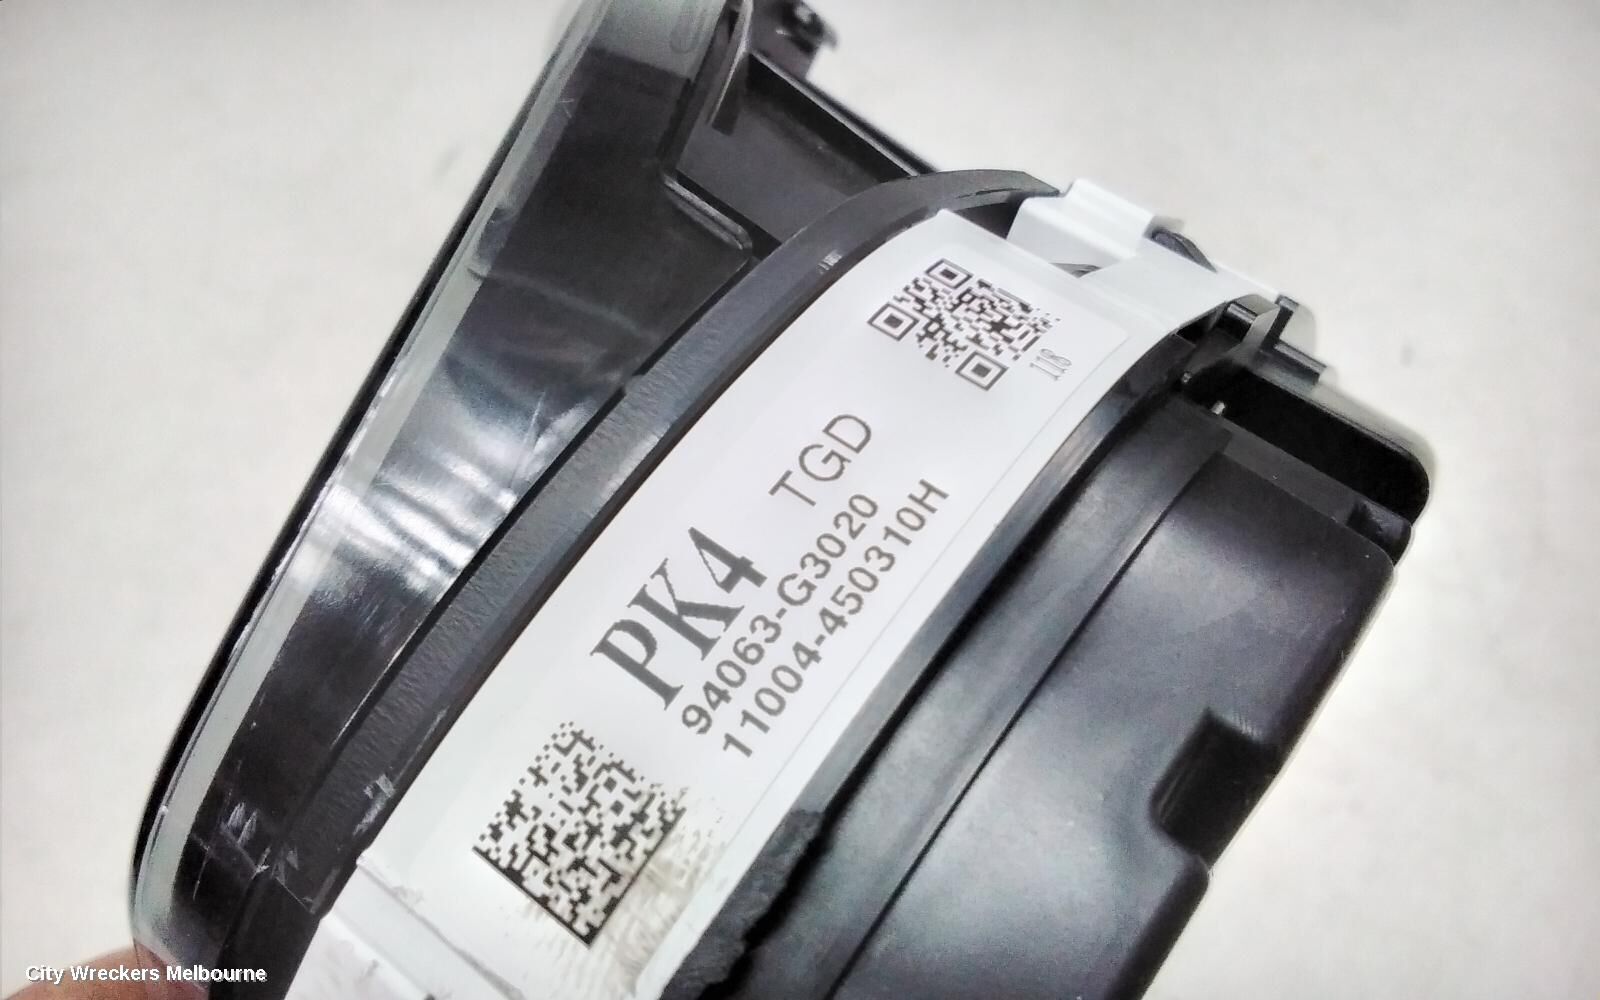 118
TGD
PK4
94063-G3020
11004-450310H
City Wreckers Melbourne